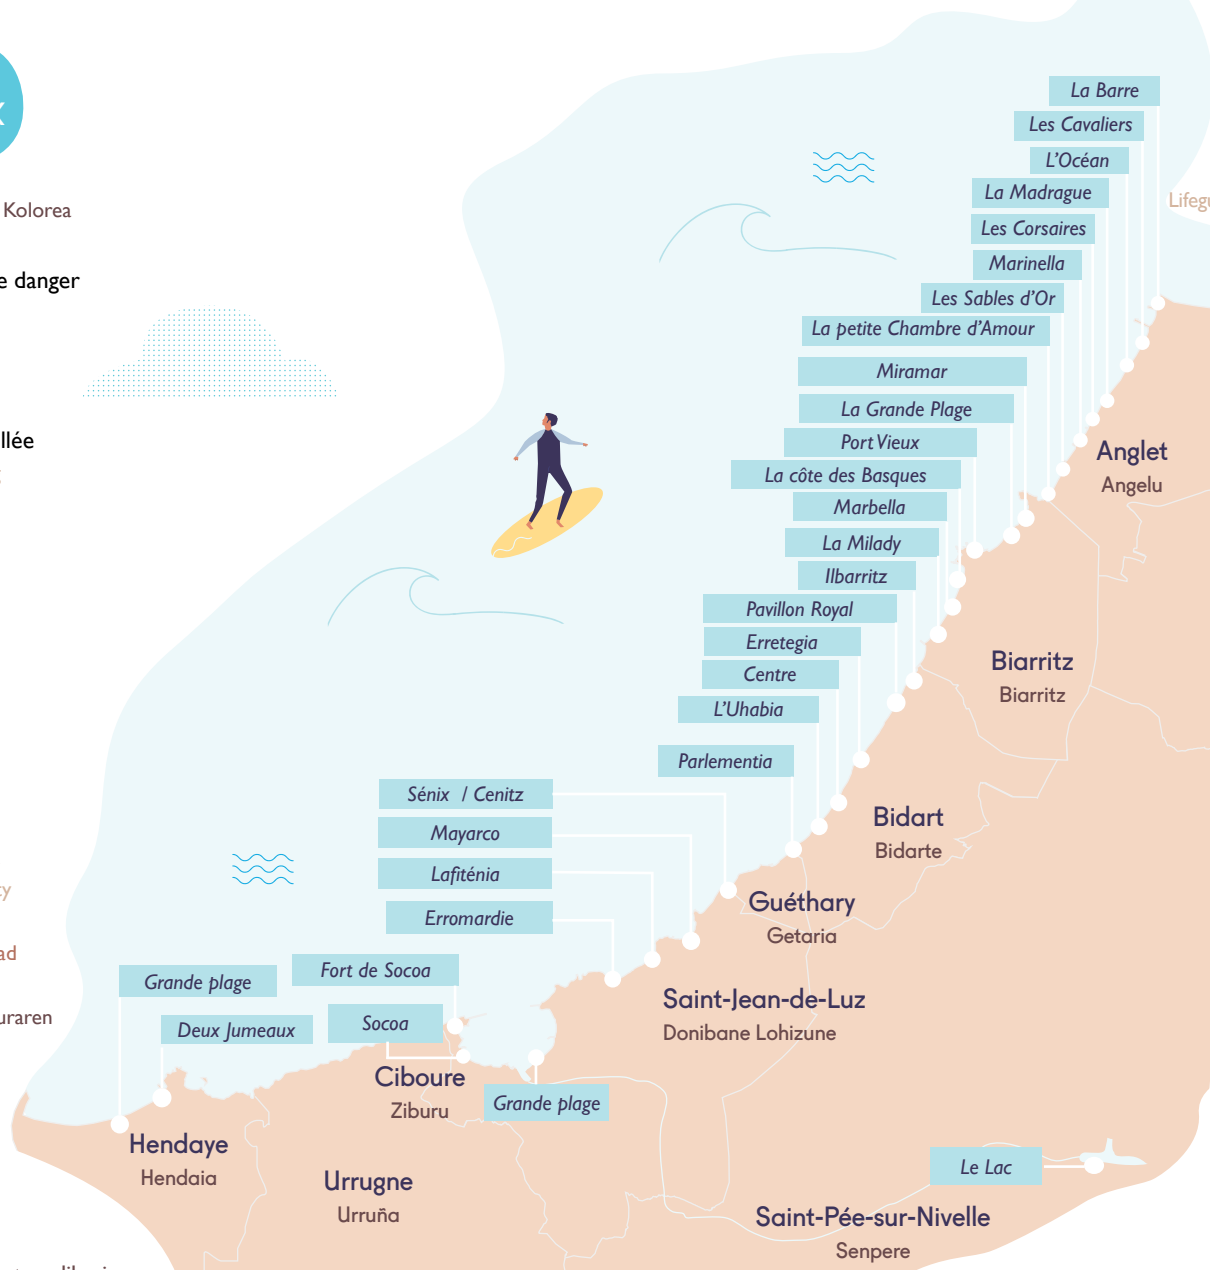 La Barre
Les Cavaliers
L'Océan
La Madrague
Les Corsaires
Marinella
Les Sables d'Or
La petite Chambre d'Amour
Miramar
La Grande Plage
Port Vieux
La côte des Basques
Marbella
La Milady
Ilbarritz
Pavillon Royal
Erretegia
Centre
L'Uhabia
Parlementia
Sénix / Cenitz
Mayarco
Lafiténia
Erromardie
Fort de Socoa
Socoa
Grande plage
Deux Jumeaux
Grande plage
Le Lac
Anglet
Angelu
Biarritz
Biarritz
Bidart
Bidarte
Guéthary
Getaria
Saint-Jean-de-Luz
Donibane Lohizune
Ciboure
Ziburu
Hendaye
Hendaia
Urrugne
Urruña
Saint-Pée-sur-Nivelle
Senpere
Kolorea
danger